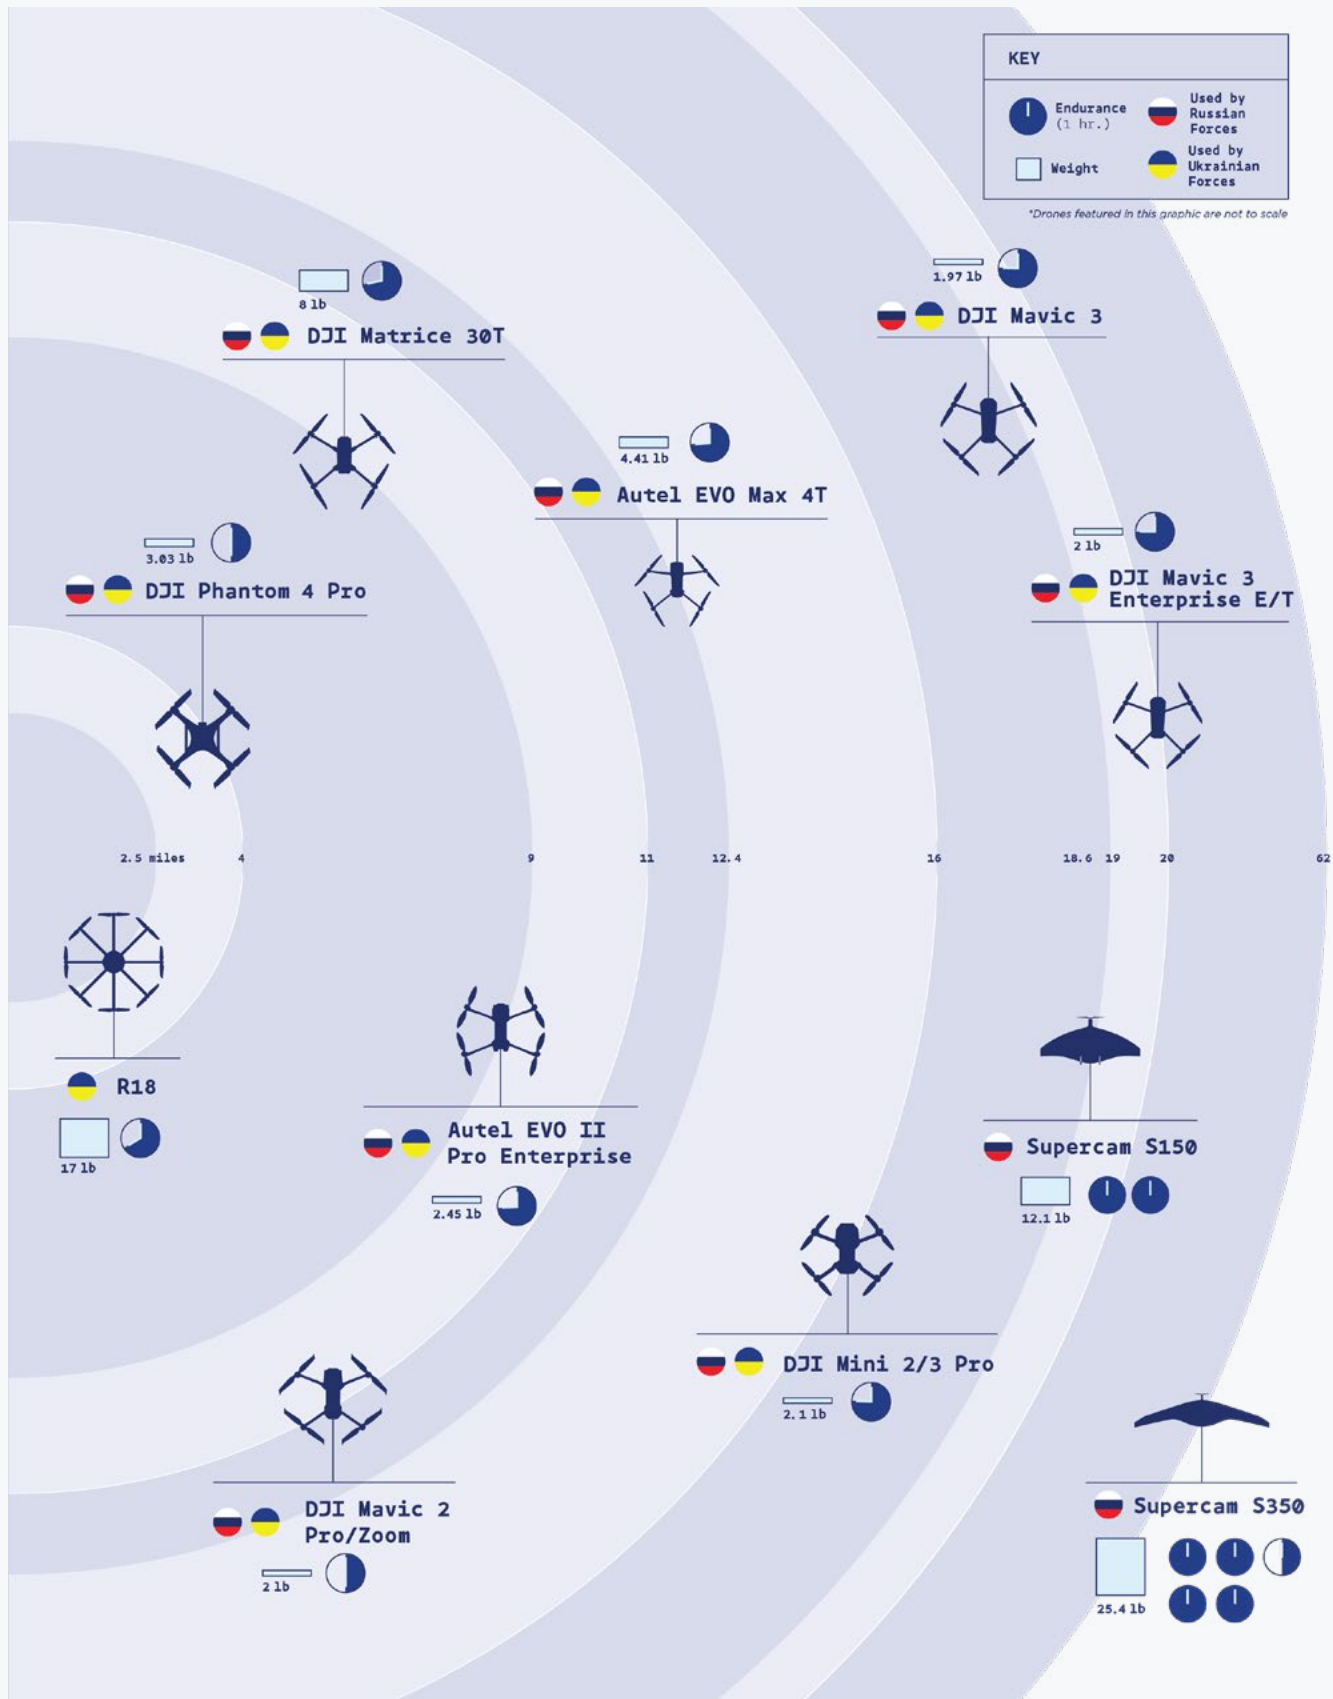 KEY
Endurance
(1 hr.)
Used by
Russian
Forces
Weight
Used by
Ukrainian
Forces
*Drones featured in this graphic are not to scale
8 lb
DJI Matrice 30T
1.97 lb
DJI Mavic 3
4.41 lb
Autel EVO Max 4T
3.03 lb
DJI Phantom 4 Pro
2 lb
DJI Mavic 3
Enterprise E/T
2.5 miles 4 9 11 12.4 16 18.6 19 20 62
R18
17 lb
Autel EVO II
Pro Enterprise
2.45 lb
Supercam S150
12.1 lb
DJI Mini 2/3 Pro
2.1 lb
DJI Mavic 2
Pro/Zoom
2 lb
Supercam S350
25.4 lb